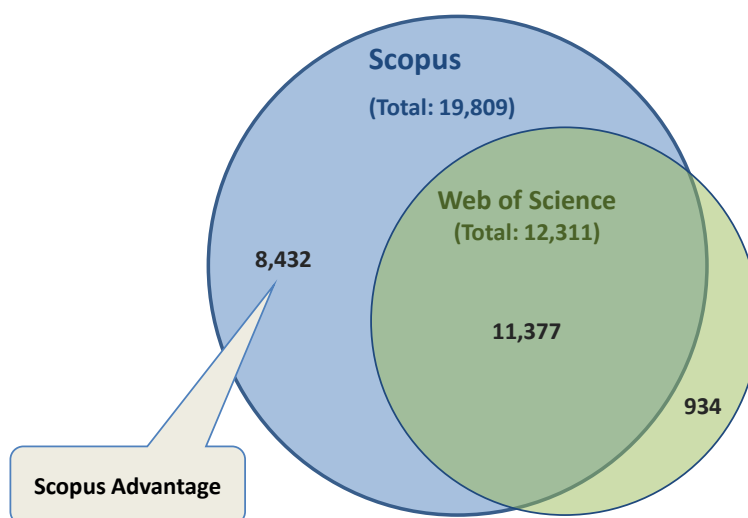 Scopus
(Total: 19,809)
Web of Science
(Total: 12,311)
8,432
11,377
934
Scopus Advantage